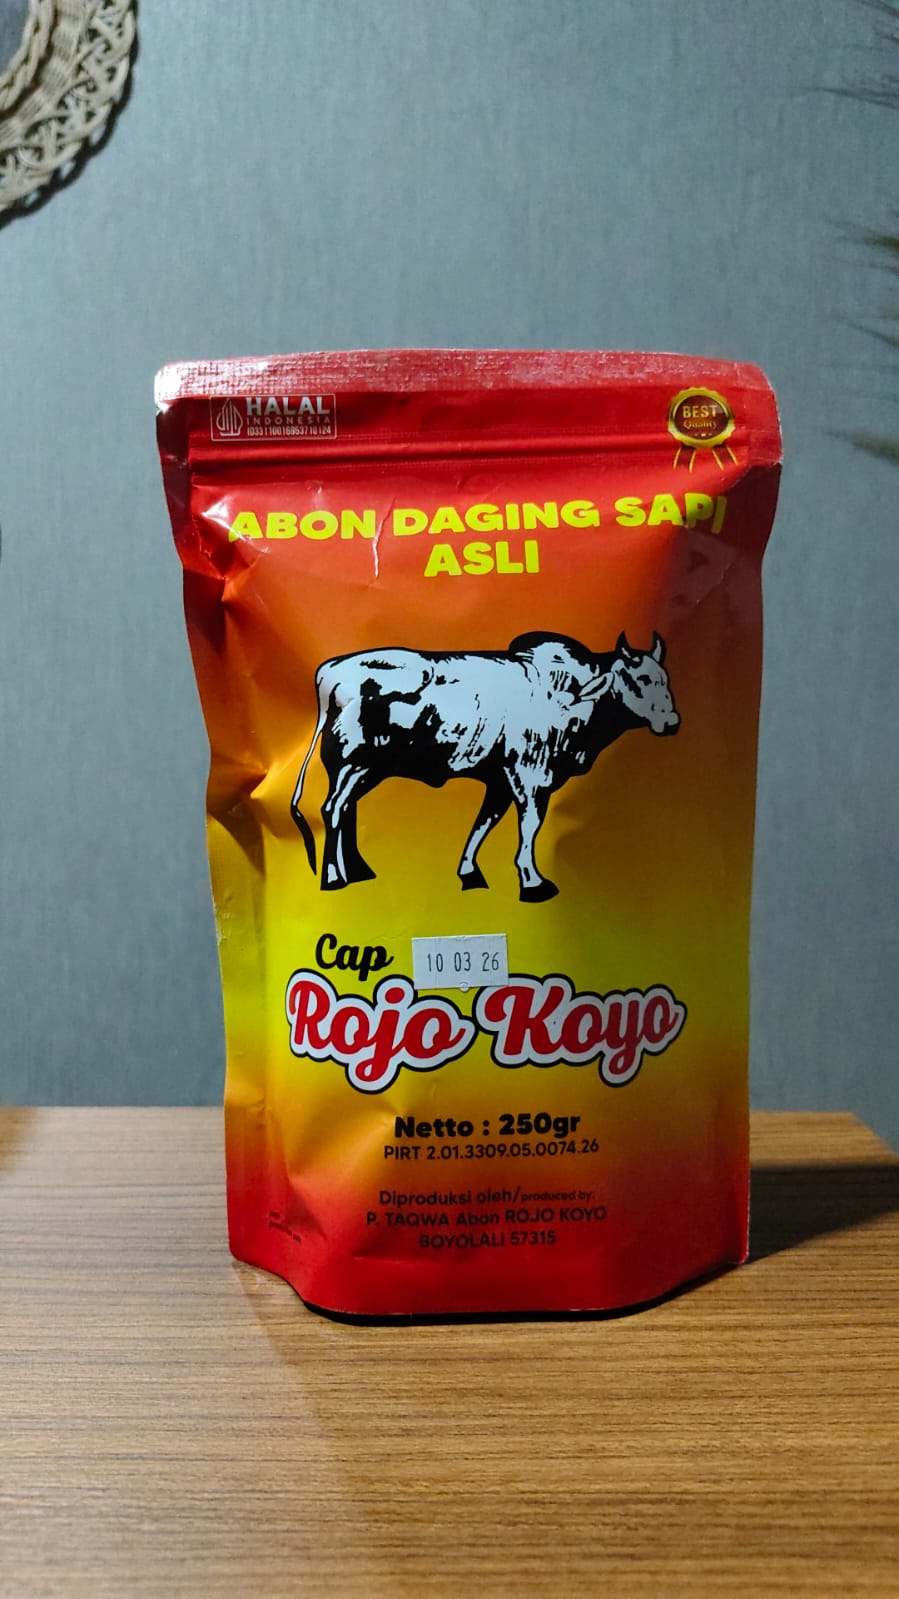 HALAL
INDONESIA
ID33110016953710124
BEST
Quality
ABON DAGING SAPI
ASLI
Cap
10 03 26
Rojo Koyo
Netto : 250gr
PIRT 2.01.3309.05.0074.26
Diproduksi oleh/produced by:
P. TAQWA Abon ROJO KOYO
BOYOLALI 57315